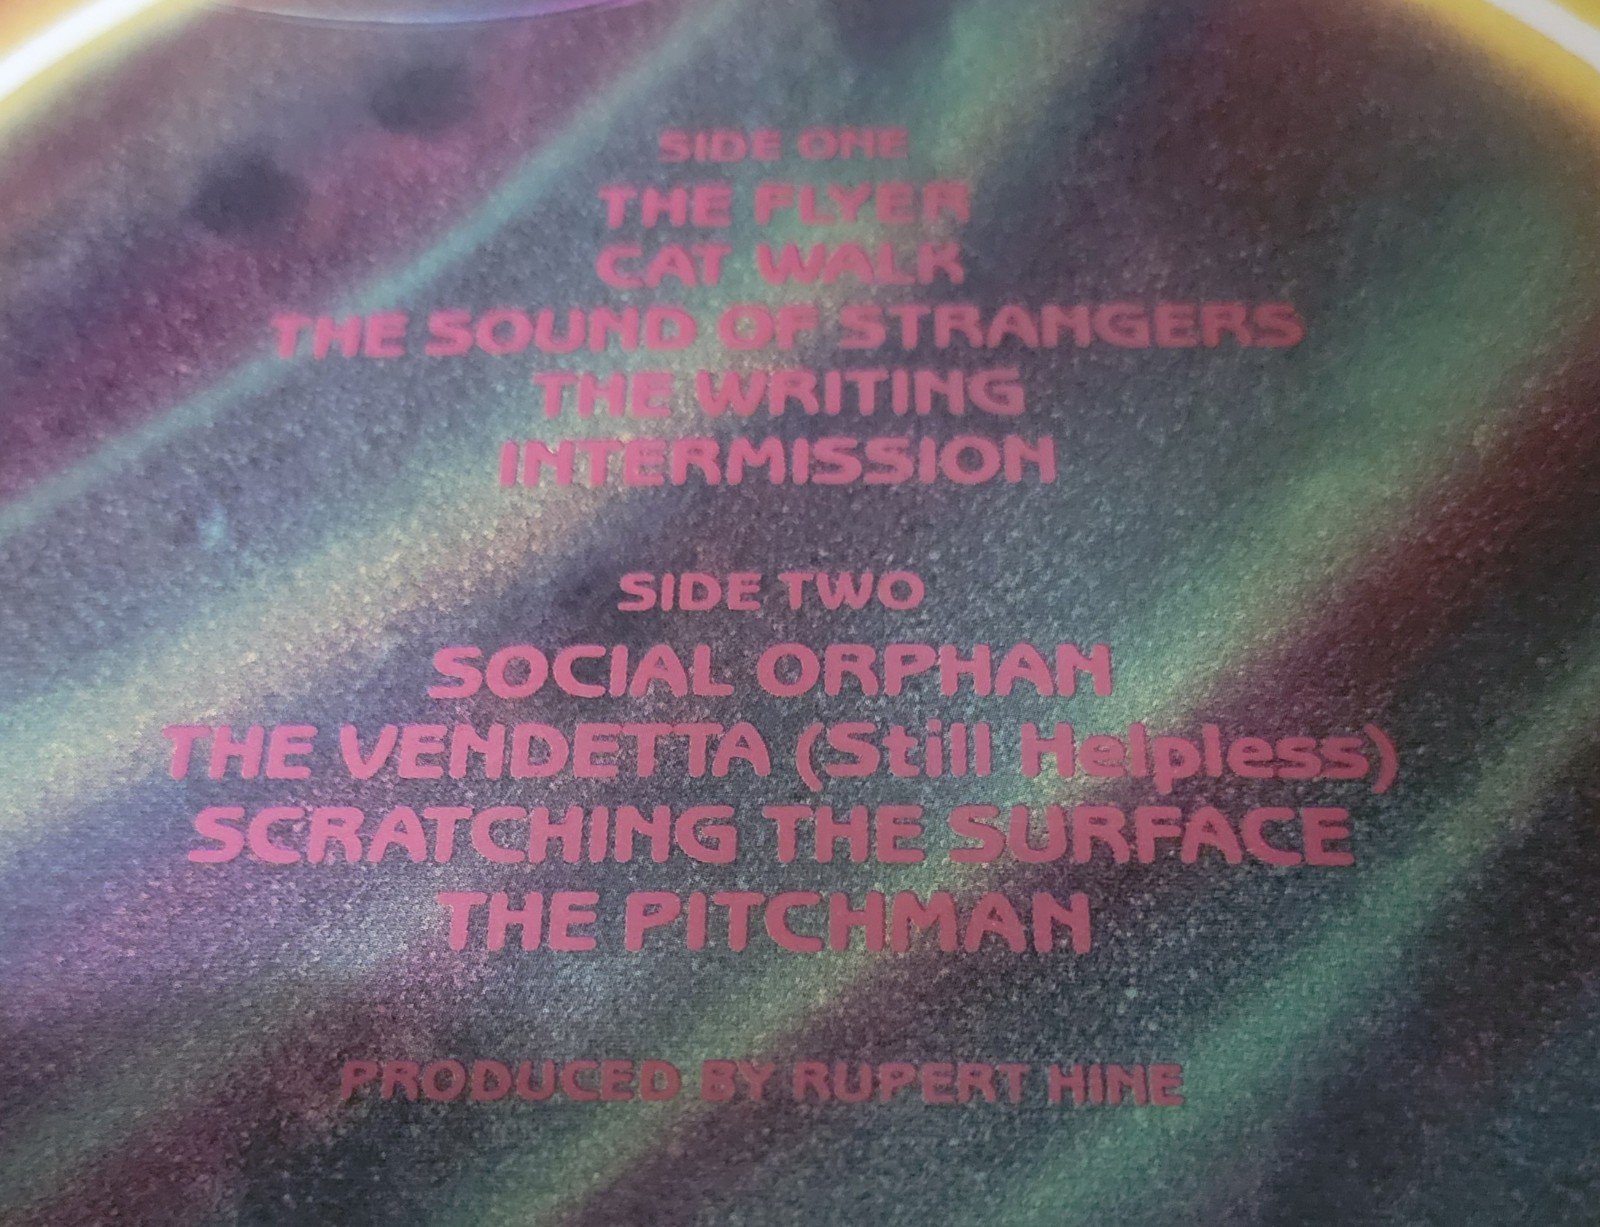 SIDE ONE
THE FLYER
CAT WALK
THE SOUND OF STRANGERS
THE WRITING
INTERMISSION
SIDE TWO
SOCIAL ORPHAN
THE VENDETTA (Still Helpless)
SCRATCHING THE SURFACE
THE PITCHMAN
PRODUCED BY RUPERT HINE